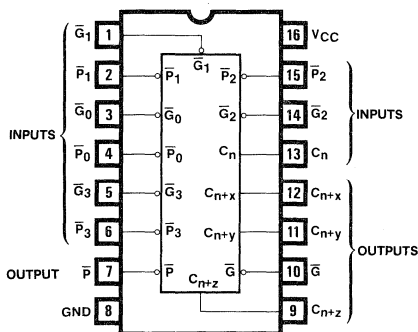 G̅1 1 16 VCC
G̅1
P̅1 2 P̅1 P̅2 15 P̅2
G̅0 3 G̅0 G̅2 14 G̅2
INPUTS P̅0 4 P̅0 Cn 13 Cn INPUTS
G̅3 5 G̅3 Cn+x 12 Cn+x
P̅3 6 P̅3 Cn+y 11 Cn+y OUTPUTS
OUTPUT P̅ 7 P̅ G̅ 10 G̅
Cn+z
GND 8 9 Cn+z